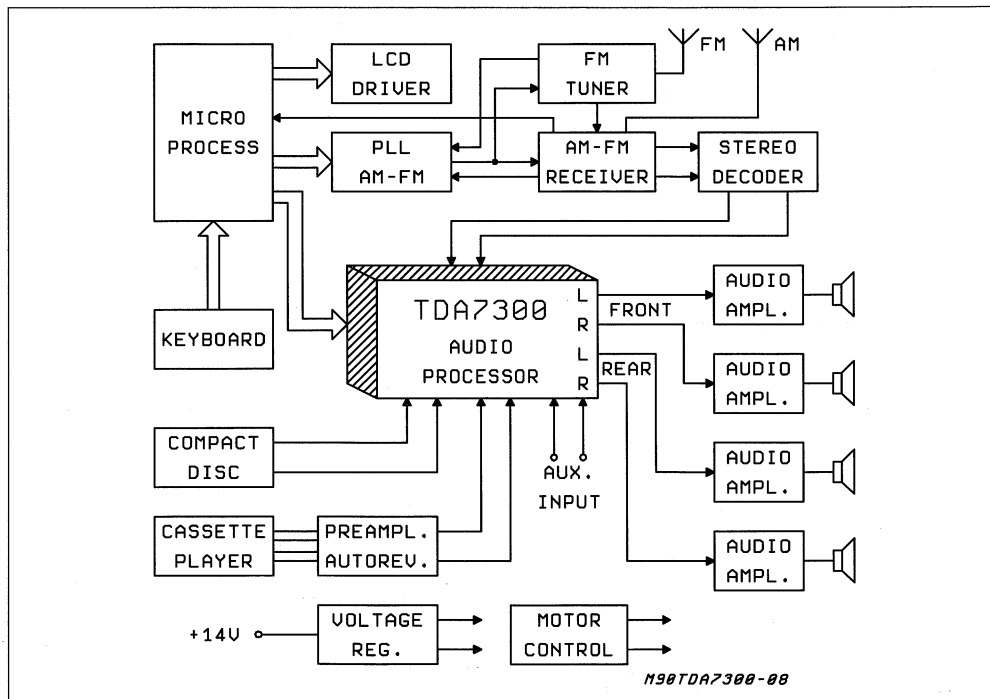 FM
AM
LCD
DRIVER
FM
TUNER
MICRO
PROCESS
PLL
AM-FM
AM-FM
RECEIVER
STEREO
DECODER
KEYBOARD
TDA7300
AUDIO
PROCESSOR
L
R
L
R
FRONT
REAR
AUDIO
AMPL.
AUDIO
AMPL.
AUDIO
AMPL.
AUDIO
AMPL.
COMPACT
DISC
AUX.
INPUT
CASSETTE
PLAYER
PREAMPL.
AUTOREV.
+14V
VOLTAGE
REG.
MOTOR
CONTROL
M90TDA7300-08